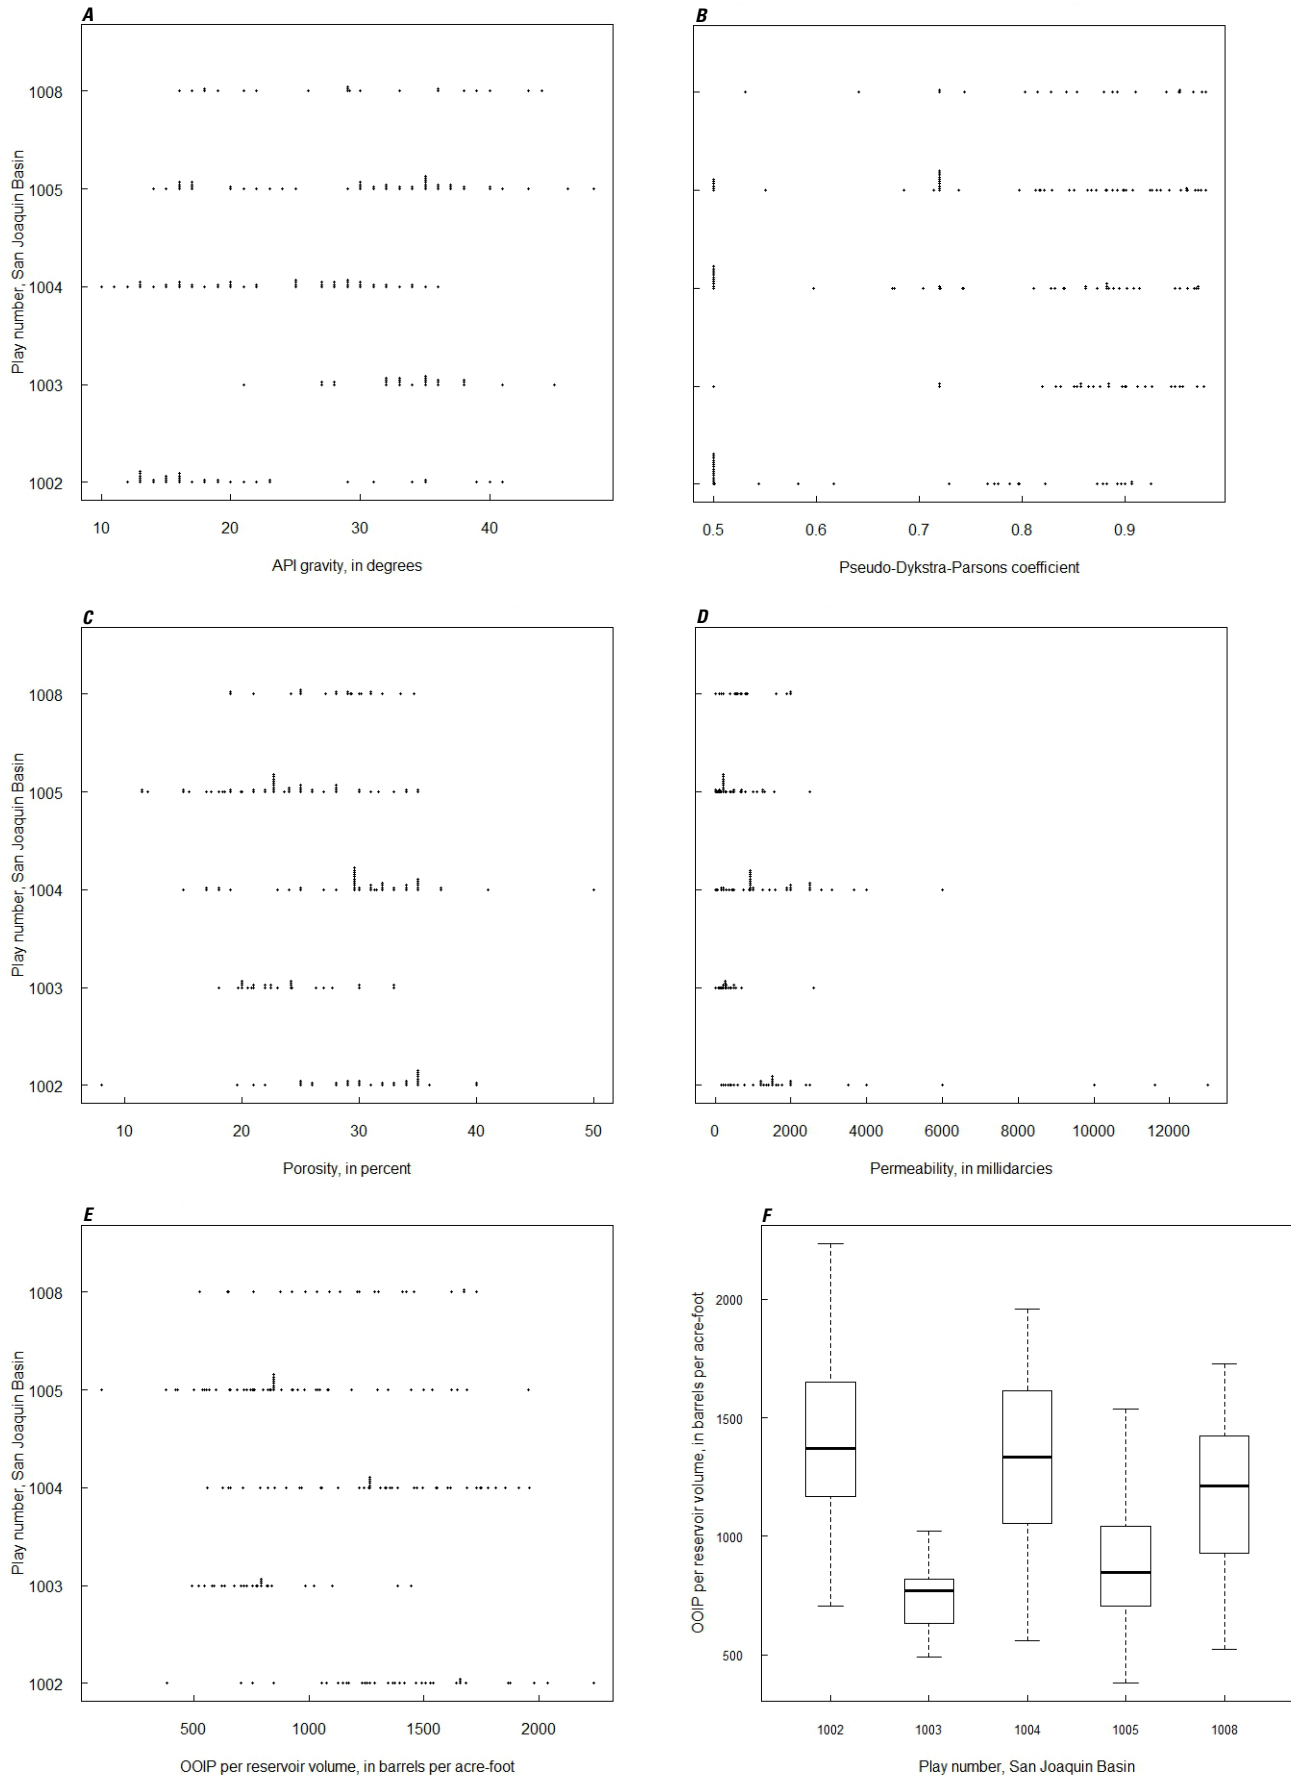 A
1008
1005
1004
1003
1002
Play number, San Joaquin Basin
10 20 30 40
API gravity, in degrees
B
0.5 0.6 0.7 0.8 0.9
Pseudo-Dykstra-Parsons coefficient
C
1008
1005
1004
1003
1002
Play number, San Joaquin Basin
10 20 30 40 50
Porosity, in percent
D
0 2000 4000 6000 8000 10000 12000
Permeability, in millidarcies
E
1008
1005
1004
1003
1002
Play number, San Joaquin Basin
500 1000 1500 2000
OOIP per reservoir volume, in barrels per acre-foot
F
2000
1500
1000
500
OOIP per reservoir volume, in barrels per acre-foot
1002 1003 1004 1005 1008
Play number, San Joaquin Basin